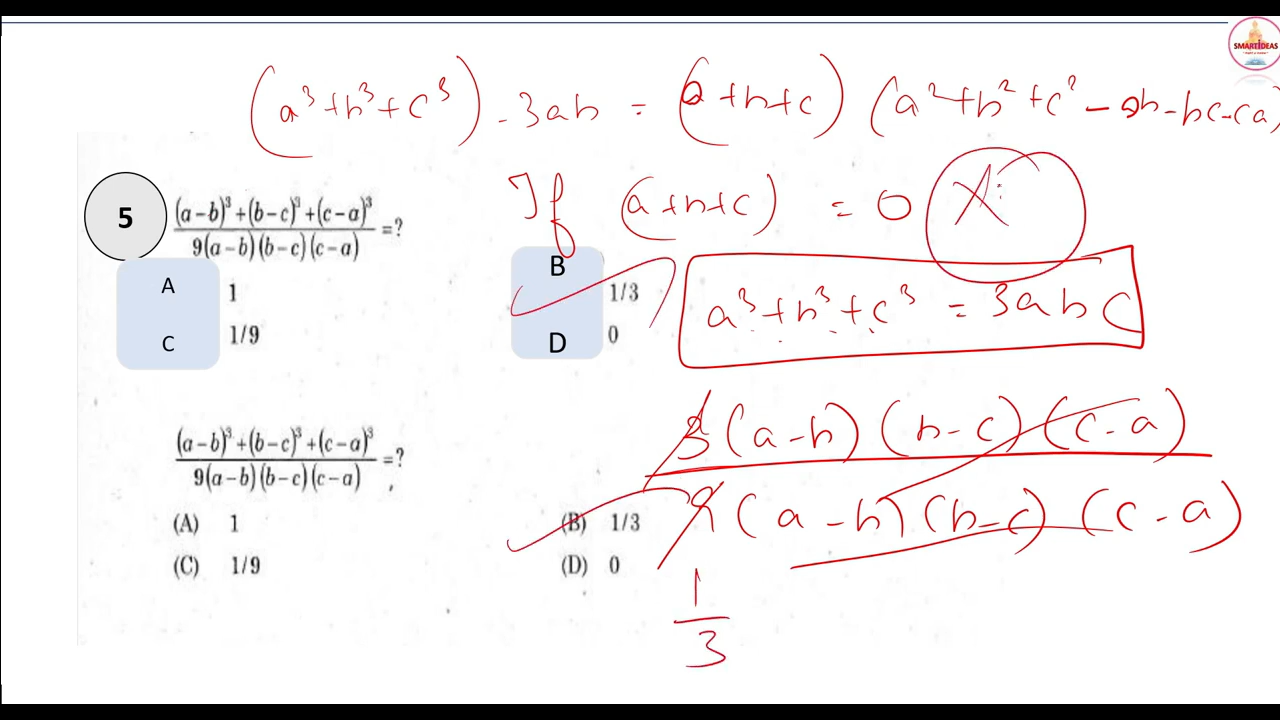 SMARTIDEAS
(a³+b³+c³) - 3ab = (a+b+c) (a²+b²+c² - ab-bc-ca)
If (a+b+c) = 0
5
(a−b)³+(b−c)³+(c−a)³ / 9(a−b)(b−c)(c−a) =?
A 1 B 1/3
C 1/9 D 0
a³+b³+c³ = 3abc
3(a-b)(b-c)(c-a)
9(a-b)(b-c)(c-a)
1
3
(a−b)³+(b−c)³+(c−a)³ / 9(a−b)(b−c)(c−a) =?
(A) 1 (B) 1/3
(C) 1/9 (D) 0